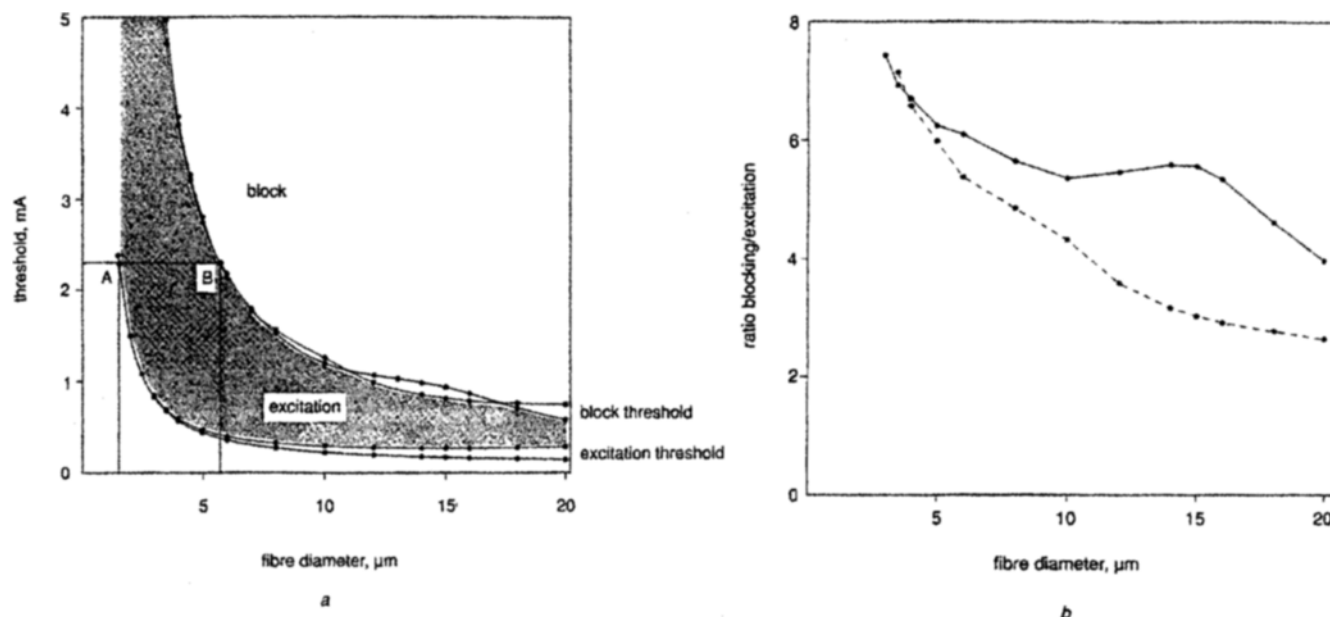 5
4
3
2
1
0
threshold, mA
block
A
B
excitation
block threshold
excitation threshold
5 10 15 20
fibre diameter, µm
a
8
6
4
2
0
ratio blocking/excitation
5 10 15 20
fibre diameter, µm
b